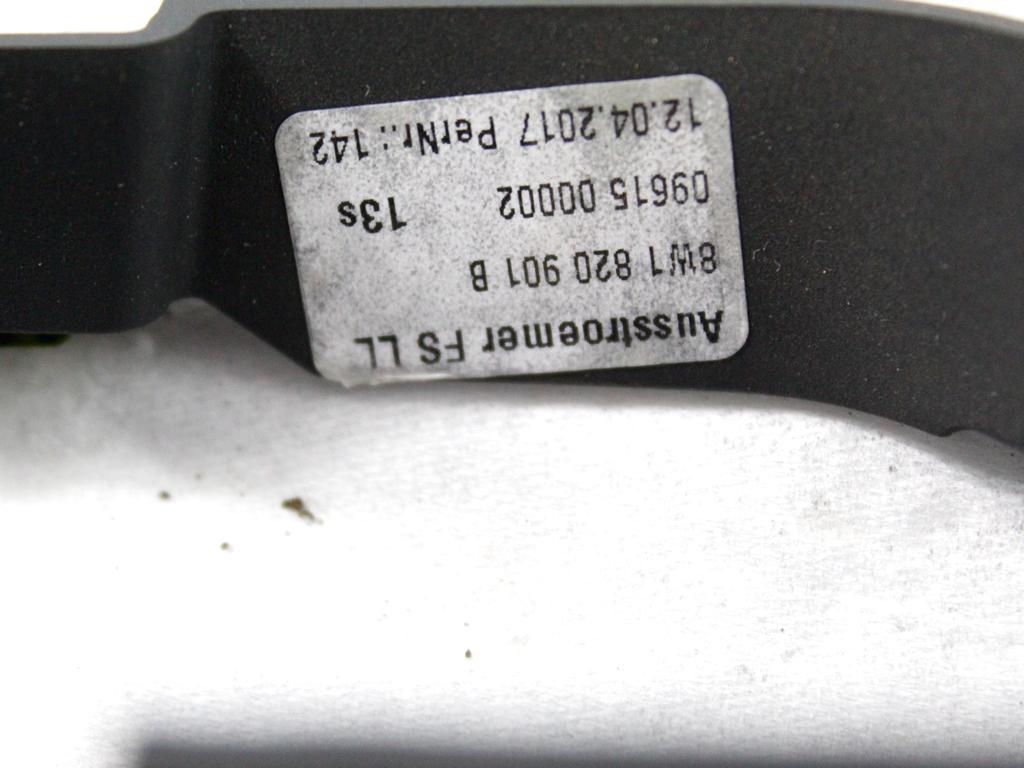 Ausstroemer FS LL
8W1 820 901 B
09615 00002 13s
12.04.2017 PerNr.: 142